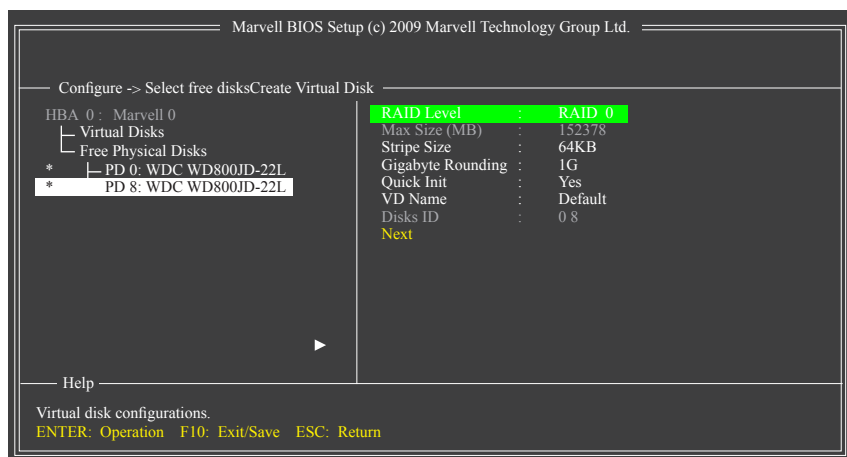 Marvell BIOS Setup (c) 2009 Marvell Technology Group Ltd.
Configure -> Select free disksCreate Virtual Disk
HBA 0 : Marvell 0
Virtual Disks
Free Physical Disks
* PD 0: WDC WD800JD-22L
* PD 8: WDC WD800JD-22L
RAID Level : RAID 0
Max Size (MB) : 152378
Stripe Size : 64KB
Gigabyte Rounding : 1G
Quick Init : Yes
VD Name : Default
Disks ID : 0 8
Next
Help
Virtual disk configurations.
ENTER: Operation F10: Exit/Save ESC: Return